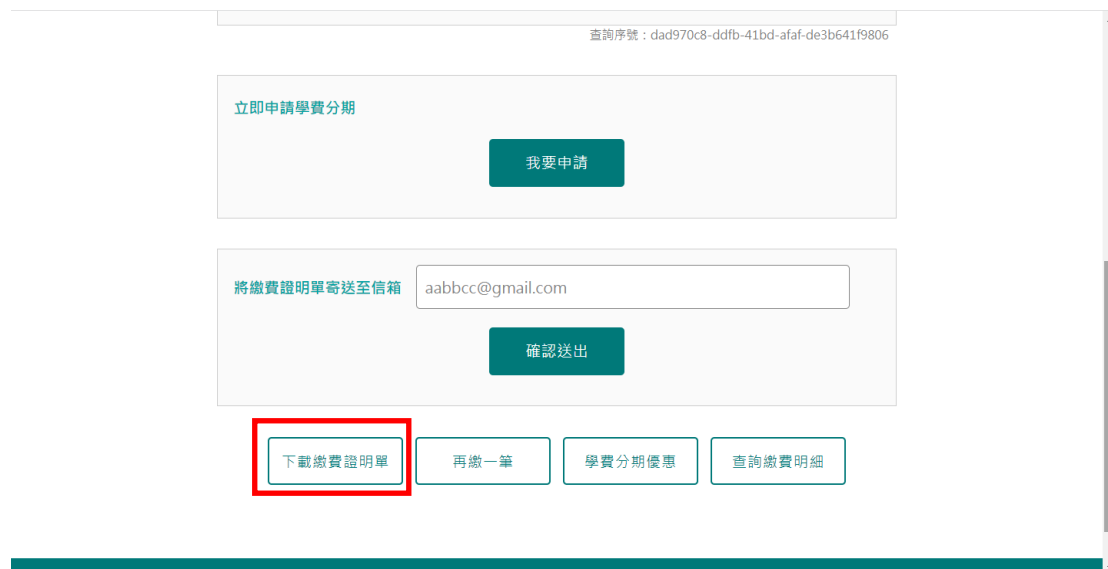 查詢序號：dad970c8-ddfb-41bd-afaf-de3b641f9806
立即申請學費分期
我要申請
將繳費證明單寄送至信箱 aabbcc@gmail.com
確認送出
下載繳費證明單 再繳一筆 學費分期優惠 查詢繳費明細